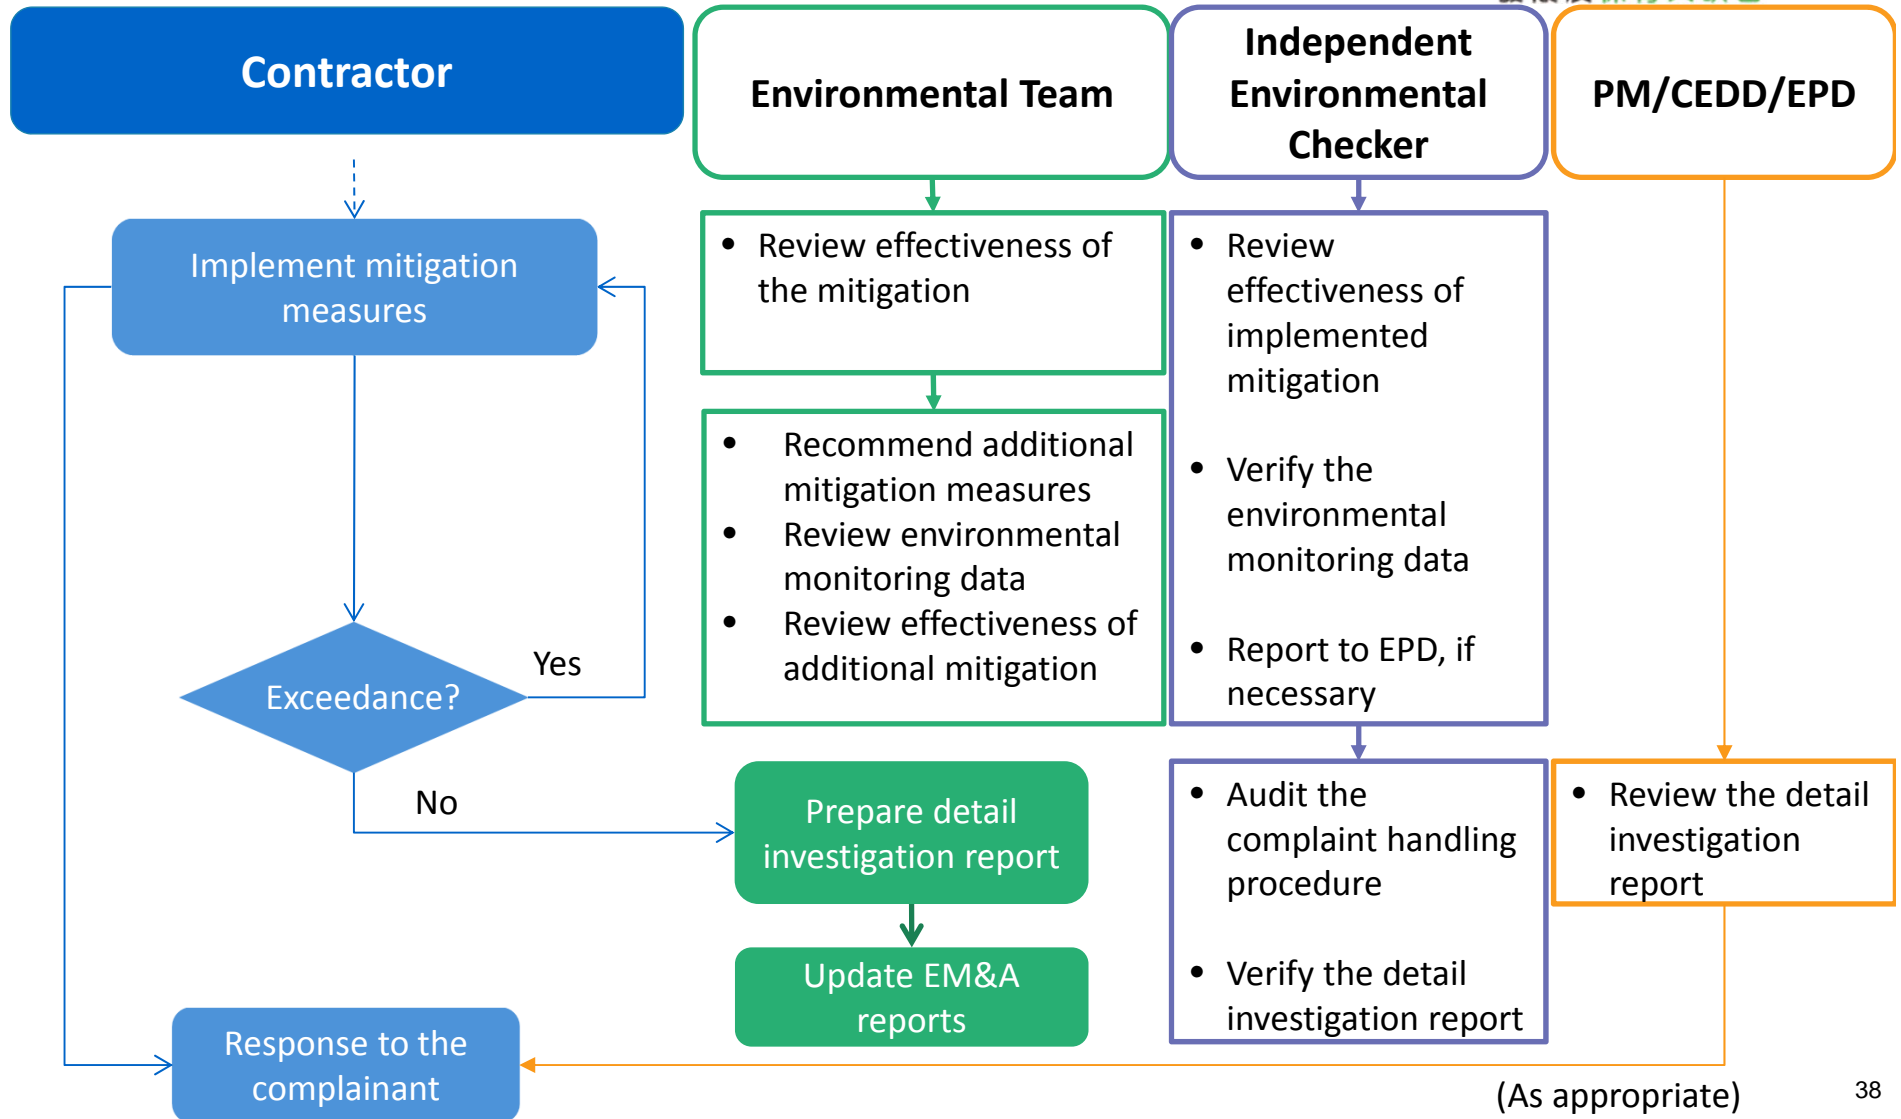 Contractor
Environmental Team
Independent
Environmental
Checker
PM/CEDD/EPD
Implement mitigation
measures
Exceedance?
Yes
No
Response to the
complainant
• Review effectiveness of
the mitigation
• Recommend additional
mitigation measures
• Review environmental
monitoring data
• Review effectiveness of
additional mitigation
Prepare detail
investigation report
Update EM&A
reports
• Review
effectiveness of
implemented
mitigation
• Verify the
environmental
monitoring data
• Report to EPD, if
necessary
• Audit the
complaint handling
procedure
• Verify the detail
investigation report
• Review the detail
investigation
report
(As appropriate)
38